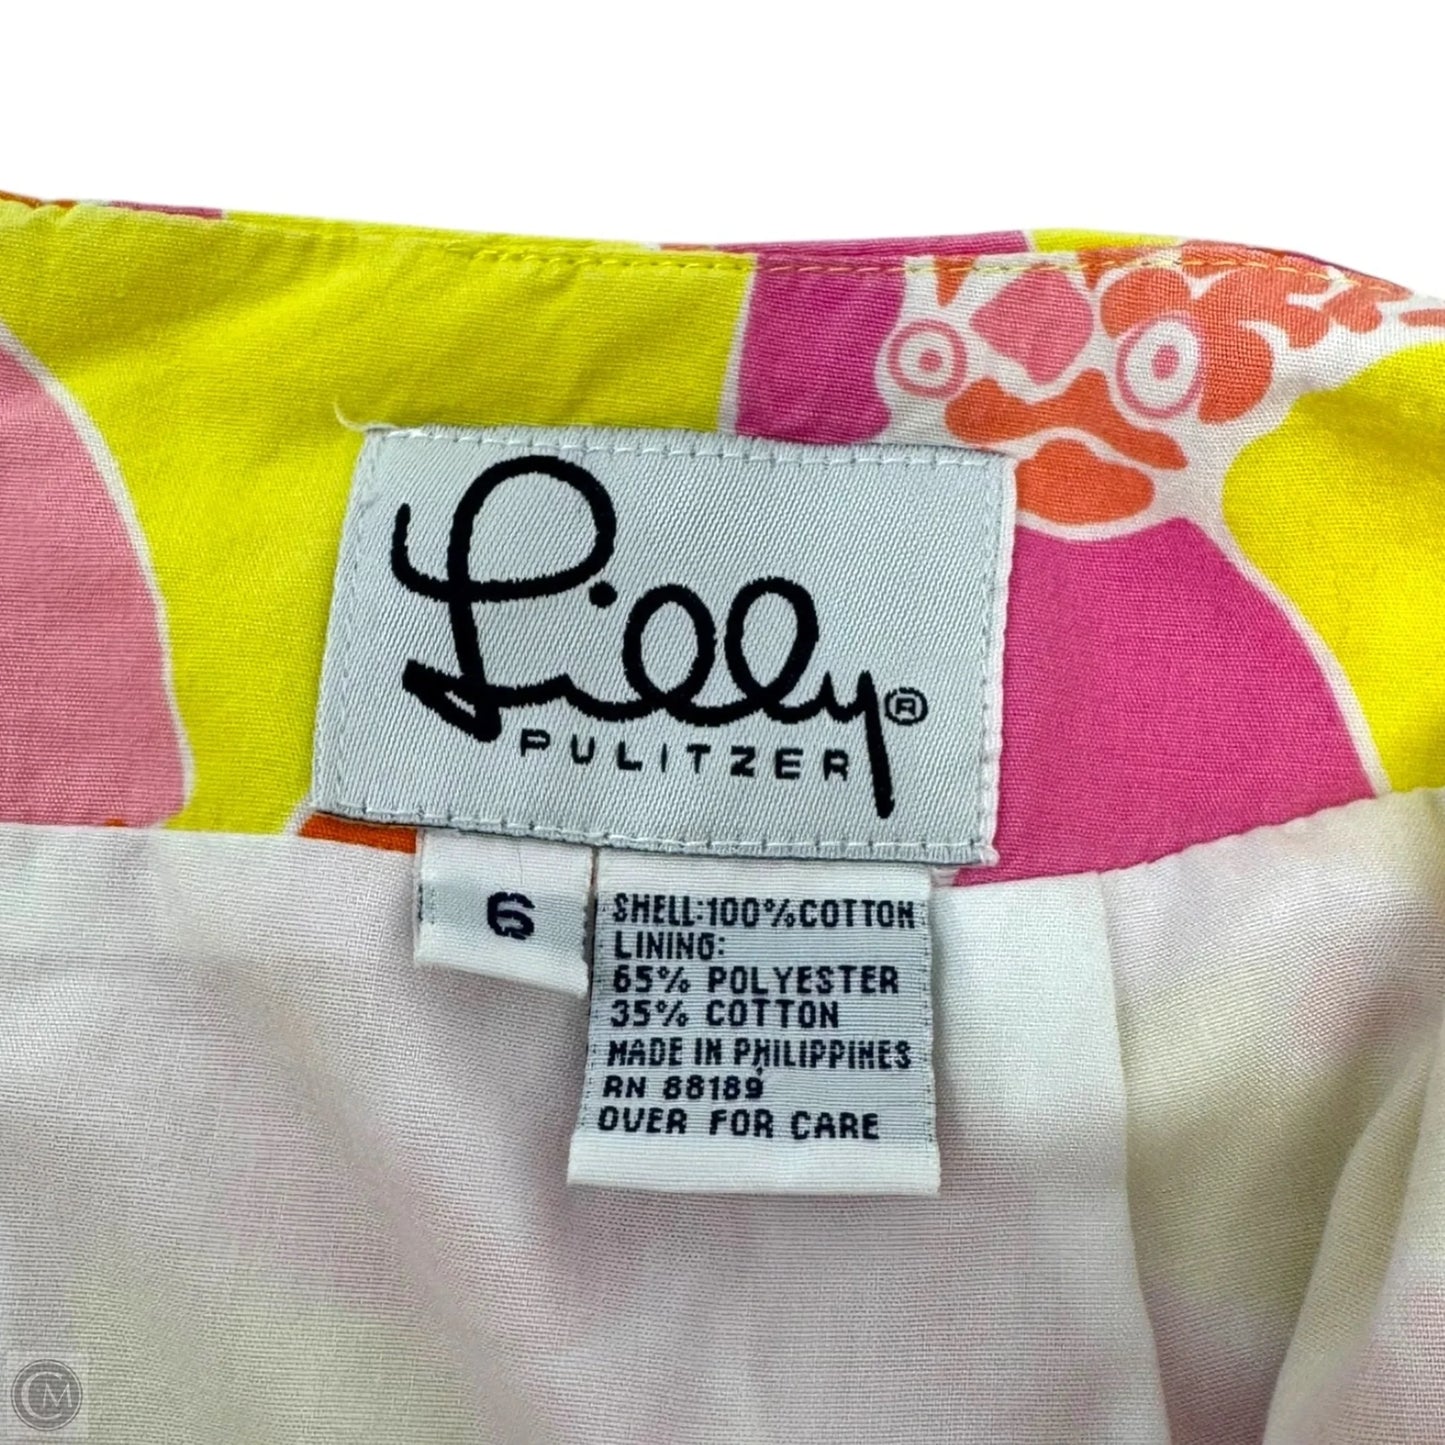 Lilly®
PULITZER
6
SHELL:100%COTTON
LINING:
65% POLYESTER
35% COTTON
MADE IN PHILIPPINES
RN 88189
OVER FOR CARE
CM